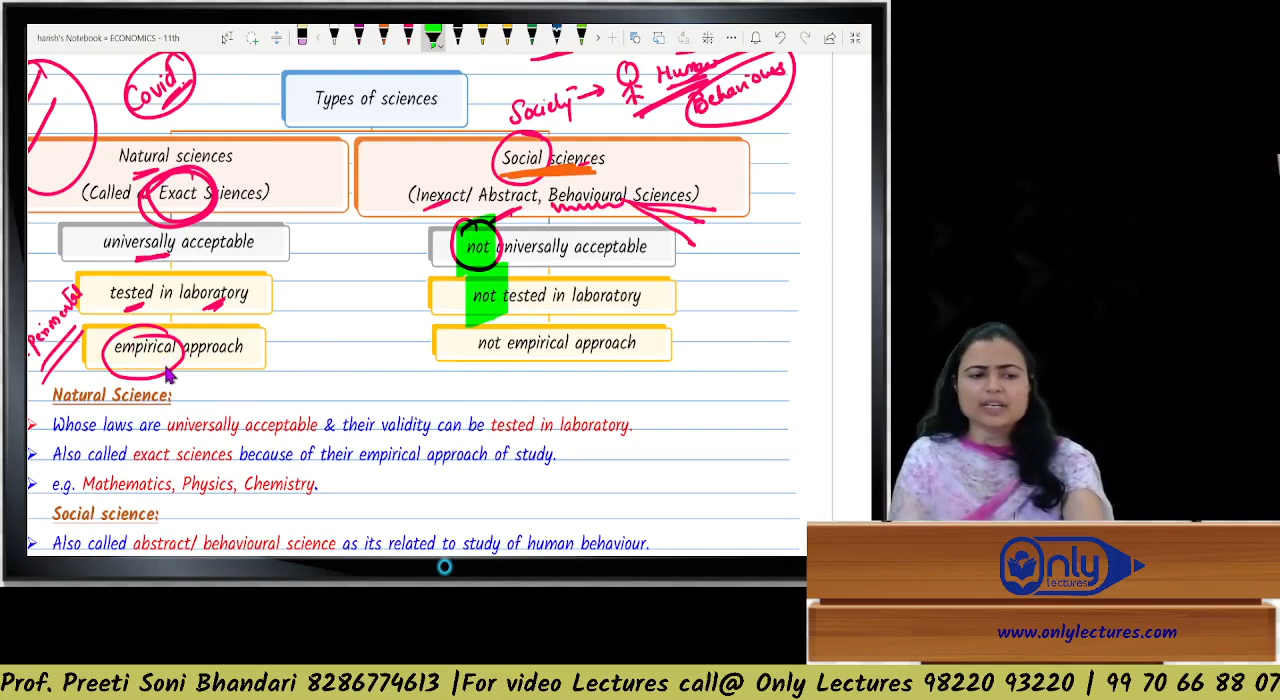 harish's Notebook » ECONOMICS - 11th
Covid
Types of sciences
Society → Human
Behaviours
Natural sciences
(Called Exact Sciences)
Social sciences
(Inexact/ Abstract, Behavioural Sciences)
universally acceptable
not universally acceptable
tested in laboratory
not tested in laboratory
perimental
empirical approach
not empirical approach
Natural Science:
Whose laws are universally acceptable & their validity can be tested in laboratory.
Also called exact sciences because of their empirical approach of study.
e.g. Mathematics, Physics, Chemistry.
Social science:
Also called abstract/ behavioural science as its related to study of human behaviour.
Only
lectures
www.onlylectures.com
Prof. Preeti Soni Bhandari 8286774613 |For video Lectures call@ Only Lectures 98220 93220 | 99 70 66 88 07